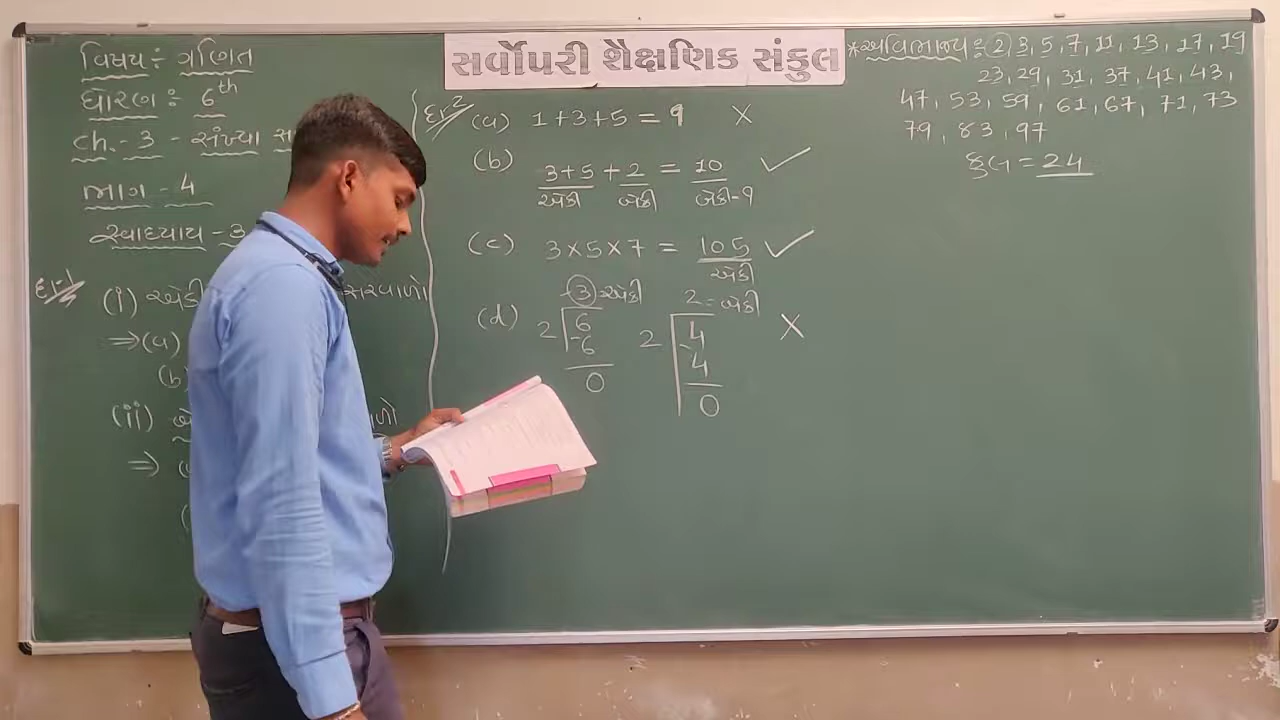 સર્વોપરી શૈક્ષણિક સંકુલ
વિષય : ગણિત
ધોરણ : 6th
ch. - 3 - સંખ્યા
ભાગ - 4
સ્વાધ્યાય - 3
(i) એકી સરવાળો
⇒ (a)
(b)
(ii)
⇒
(a) 1 + 3 + 5 = 9 X
(b) 3 + 5 + 2 = 10 ✓
એકી બેકી બેકી - 9
(c) 3 × 5 × 7 = 105 ✓
એકી
3 = એકી 2 = બેકી
(d) 2 6 2 4 X
-6 -4
0 0
*અવિભાજ્ય : 2, 3, 5, 7, 11, 13, 17, 19
23, 29, 31, 37, 41, 43,
47, 53, 59, 61, 67, 71, 73
79, 83, 97
કુલ = 24